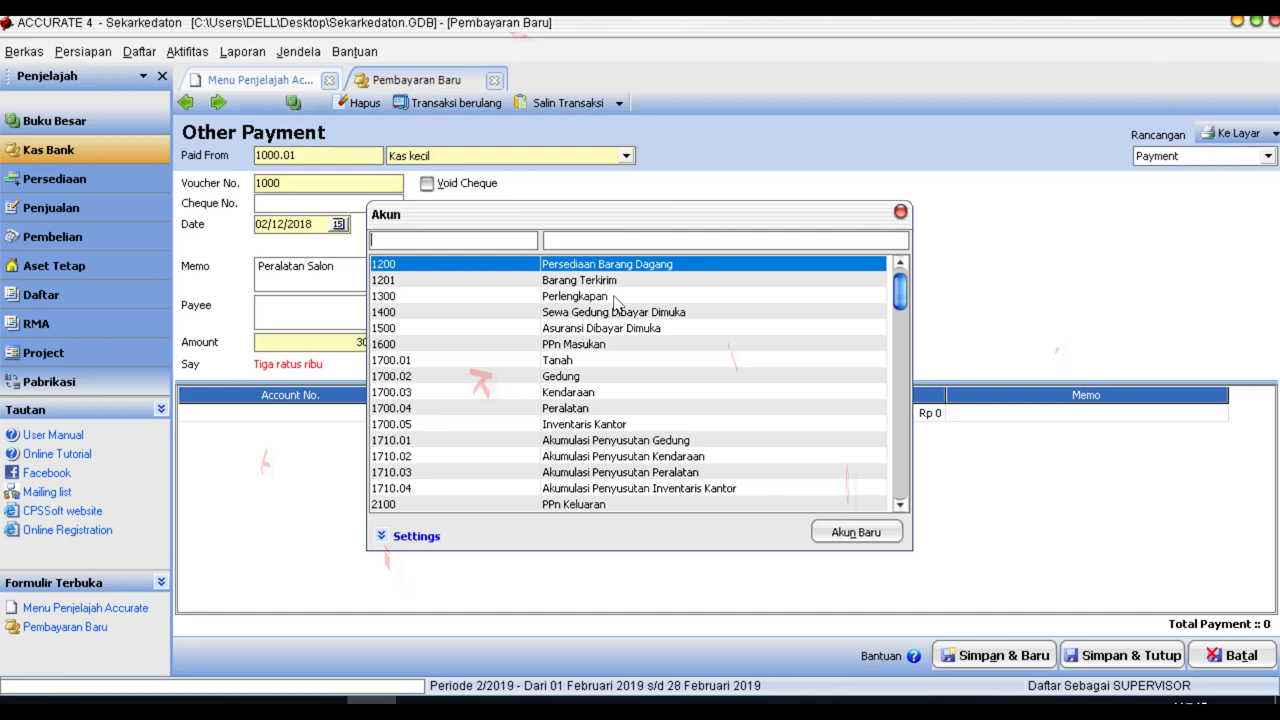 ACCURATE 4 - Sekarkedaton [C:\Users\DELL\Desktop\Sekarkedaton.GDB] - [Pembayaran Baru]
Berkas Persiapan Daftar Aktifitas Laporan Jendela Bantuan
Penjelajah
Menu Penjelajah Ac...
Pembayaran Baru
Hapus Transaksi berulang Salin Transaksi
Buku Besar
Kas Bank
Persediaan
Penjualan
Pembelian
Aset Tetap
Daftar
RMA
Project
Pabrikasi
Tautan
User Manual
Online Tutorial
Facebook
Mailing list
CPSSoft website
Online Registration
Formulir Terbuka
Menu Penjelajah Accurate
Pembayaran Baru
Other Payment
Rancangan Ke Layar
Paid From 1000.01 Kas kecil
Payment
Voucher No. 1000 Void Cheque
Cheque No.
Date 02/12/2018 15
Memo Peralatan Salon
Payee
Amount 30
Say Tiga ratus ribu
Account No.
Memo
Rp 0
Akun
1200 Persediaan Barang Dagang
1201 Barang Terkirim
1300 Perlengkapan
1400 Sewa Gedung Dibayar Dimuka
1500 Asuransi Dibayar Dimuka
1600 PPn Masukan
1700.01 Tanah
1700.02 Gedung
1700.03 Kendaraan
1700.04 Peralatan
1700.05 Inventaris Kantor
1710.01 Akumulasi Penyusutan Gedung
1710.02 Akumulasi Penyusutan Kendaraan
1710.03 Akumulasi Penyusutan Peralatan
1710.04 Akumulasi Penyusutan Inventaris Kantor
2100 PPn Keluaran
Settings
Akun Baru
Total Payment :: 0
Bantuan Simpan & Baru Simpan & Tutup Batal
Periode 2/2019 - Dari 01 Februari 2019 s/d 28 Februari 2019
Daftar Sebagai SUPERVISOR